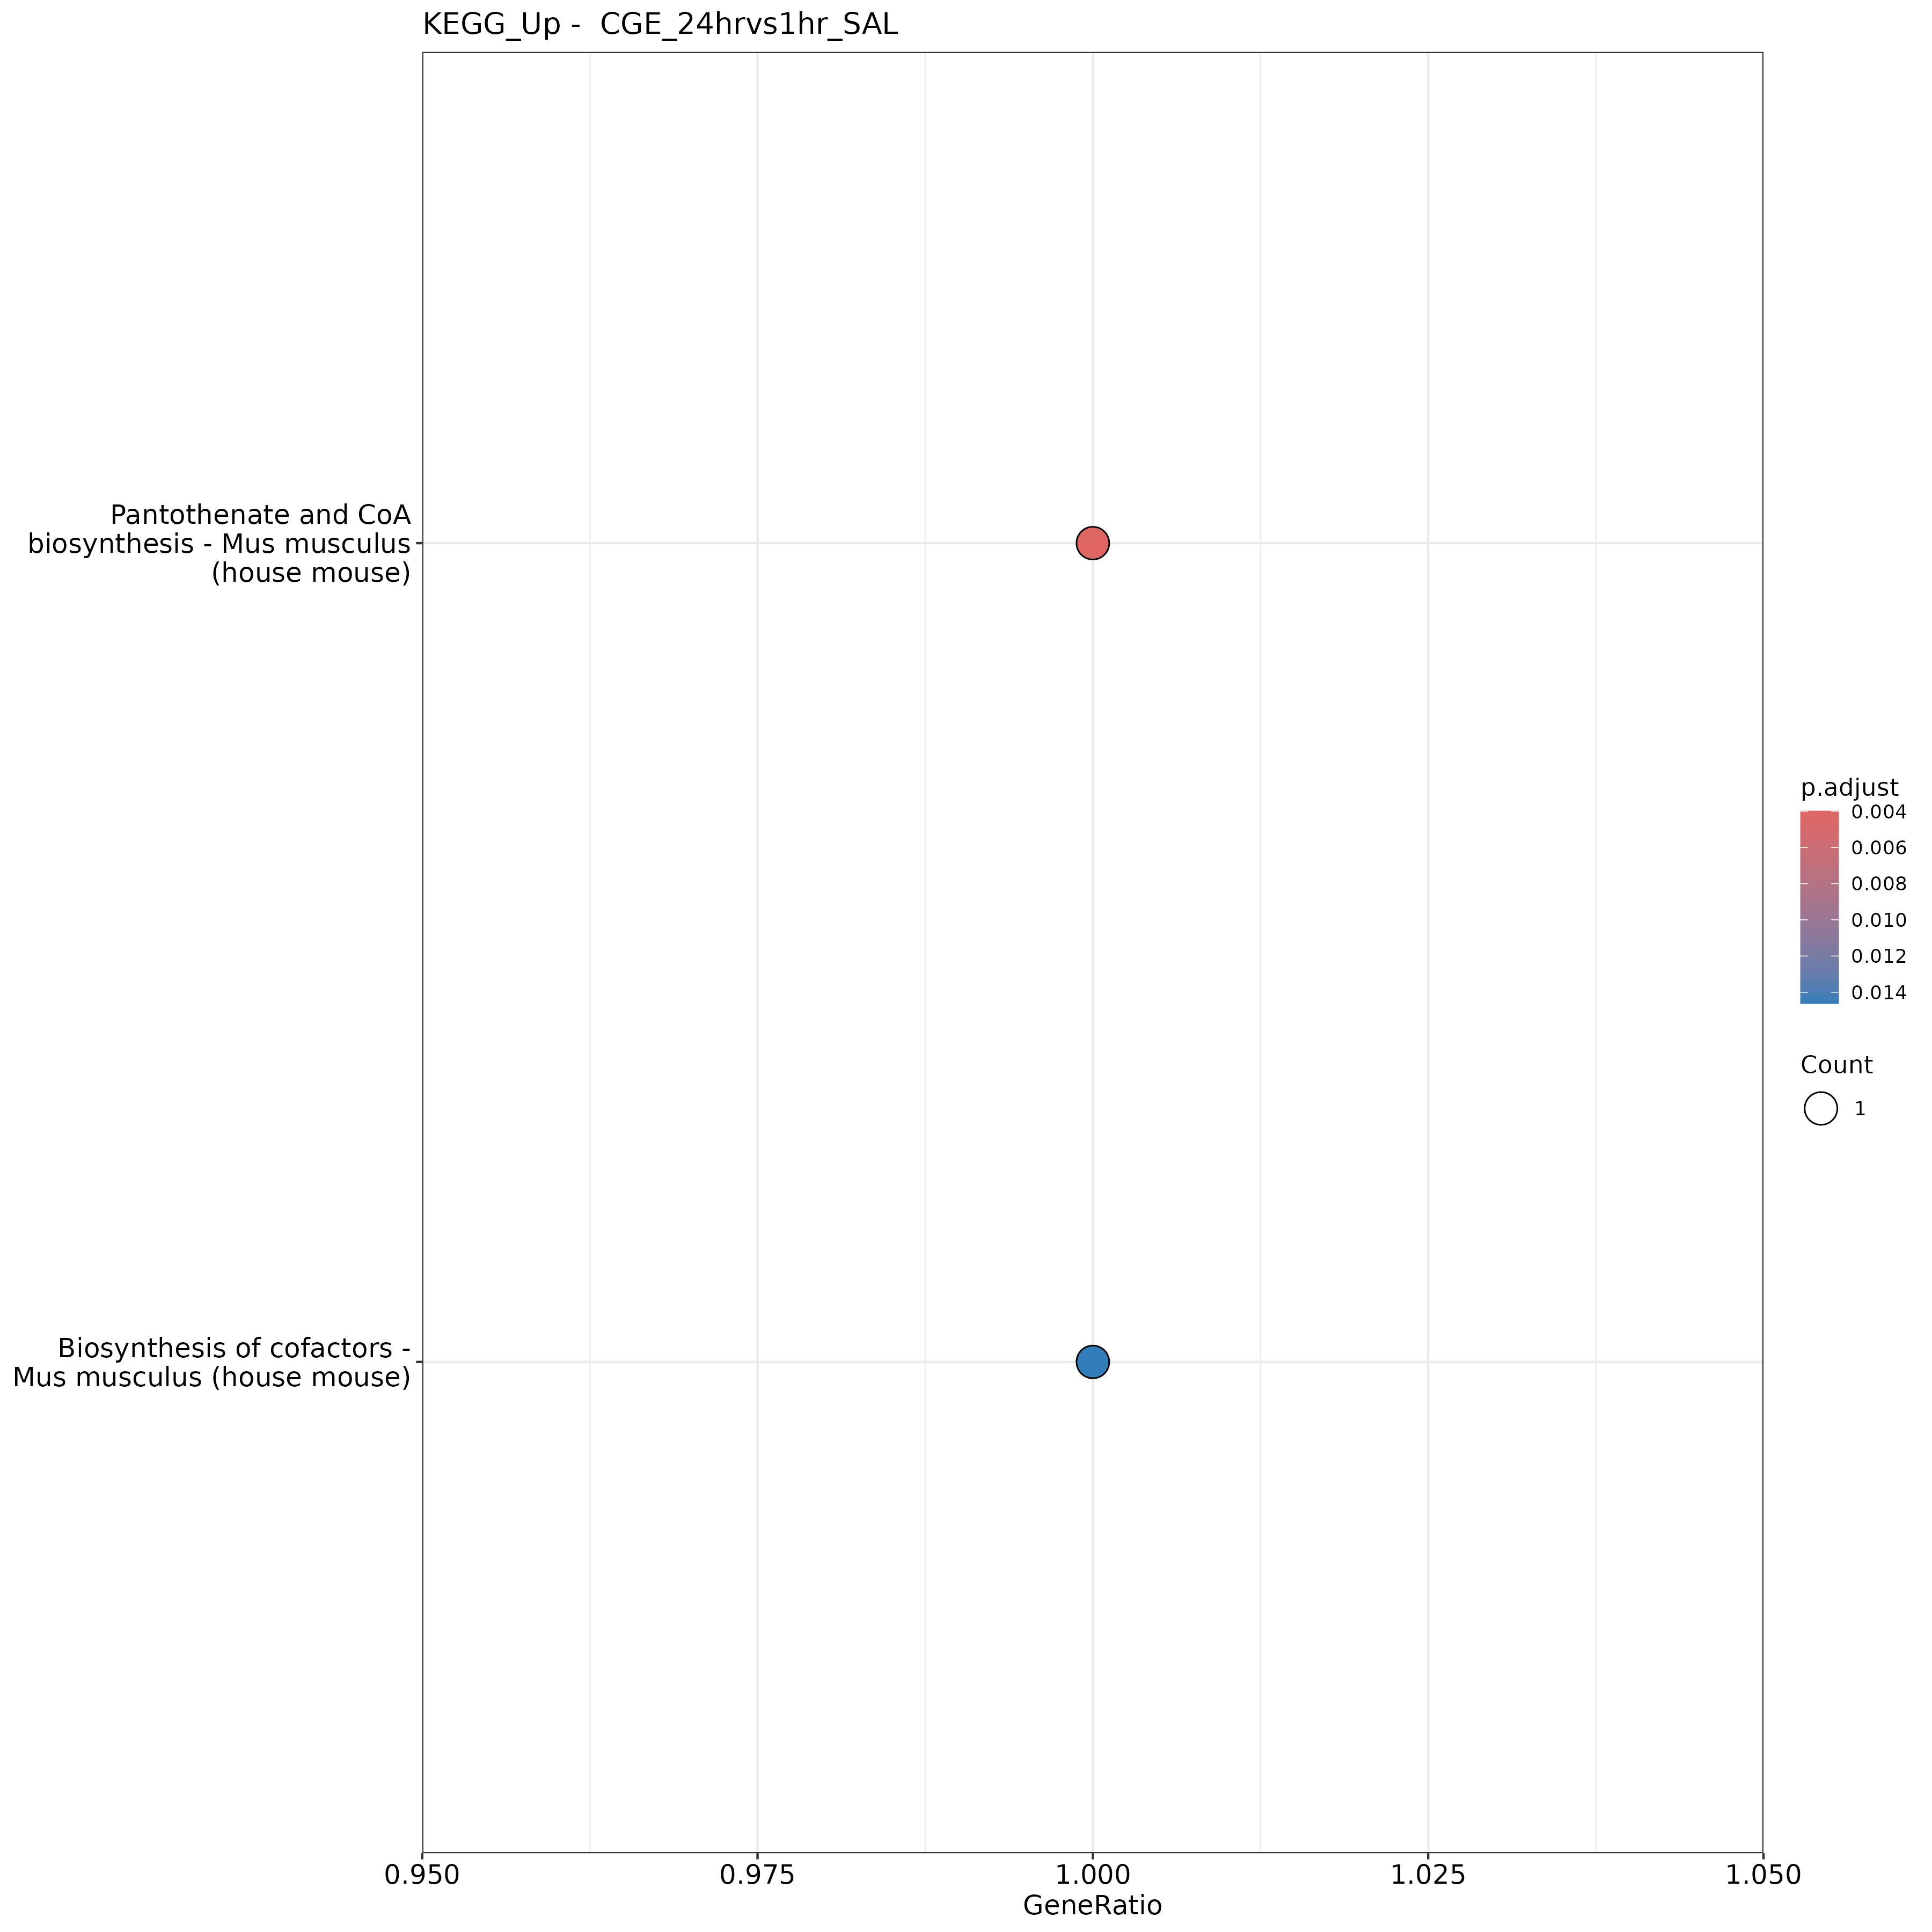 KEGG_Up -  CGE_24hrvs1hr_SAL
Pantothenate and CoA
biosynthesis - Mus musculus
(house mouse)
Biosynthesis of cofactors -
Mus musculus (house mouse)
0.950
0.975
1.000
1.025
1.050
GeneRatio
p.adjust
0.004
0.006
0.008
0.010
0.012
0.014
Count
1